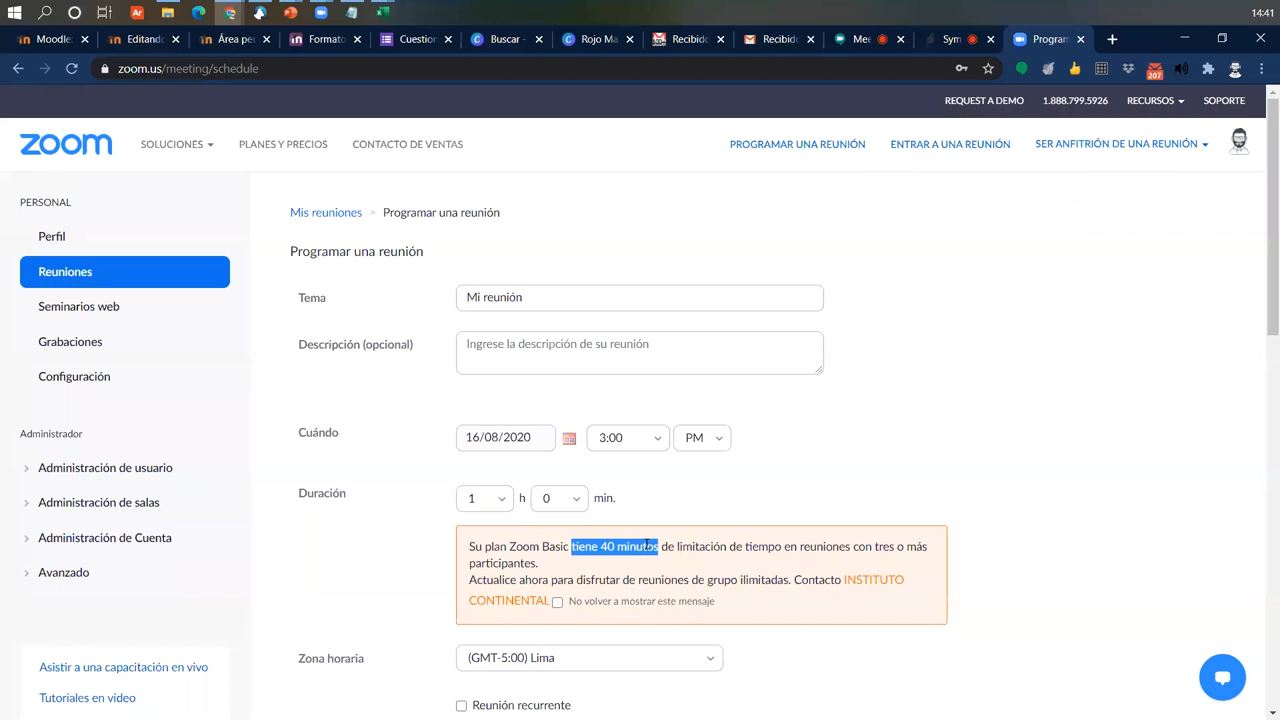 14:41
Moodle:
Editand
Área per
Formato
Cuestion
Buscar -
Rojo Ma
Recibido
Recibid
Mee
Sym
Program
zoom.us/meeting/schedule
207
REQUEST A DEMO 1.888.799.5926 RECURSOS SOPORTE
zoom SOLUCIONES PLANES Y PRECIOS CONTACTO DE VENTAS PROGRAMAR UNA REUNIÓN ENTRAR A UNA REUNIÓN SER ANFITRIÓN DE UNA REUNIÓN
PERSONAL
Perfil
Reuniones
Seminarios web
Grabaciones
Configuración
Administrador
Administración de usuario
Administración de salas
Administración de Cuenta
Avanzado
Asistir a una capacitación en vivo
Tutoriales en video
Mis reuniones > Programar una reunión
Programar una reunión
Tema Mi reunión
Descripción (opcional) Ingrese la descripción de su reunión
Cuándo 16/08/2020 3:00 PM
Duración 1 h 0 min.
Su plan Zoom Basic tiene 40 minutos de limitación de tiempo en reuniones con tres o más
participantes.
Actualice ahora para disfrutar de reuniones de grupo ilimitadas. Contacto INSTITUTO
CONTINENTAL No volver a mostrar este mensaje
Zona horaria (GMT-5:00) Lima
Reunión recurrente